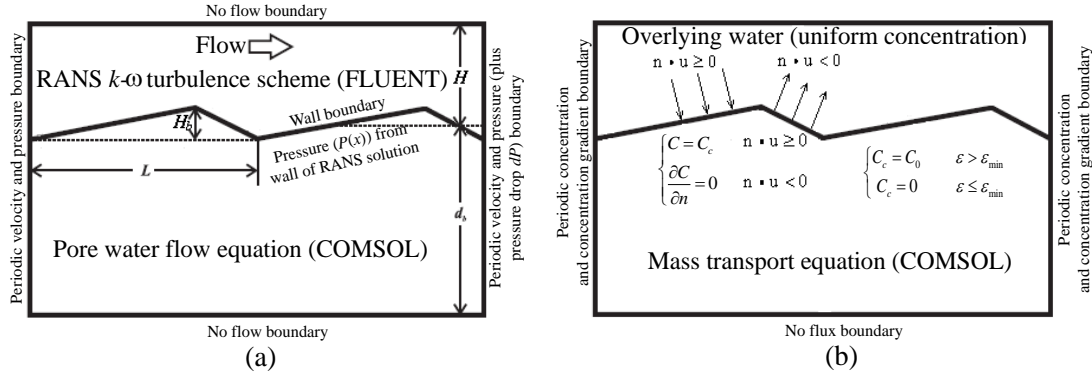 No flow boundary
Flow
RANS k-ω turbulence scheme (FLUENT)
H
Wall boundary
H_b
Pressure (P(x)) from
wall of RANS solution
L
d_b
Pore water flow equation (COMSOL)
No flow boundary
Periodic velocity and pressure boundary
Periodic velocity and pressure (plus
pressure drop dP) boundary
(a)
Overlying water (uniform concentration)
n • u ≥ 0
n • u < 0
C = C_c n • u ≥ 0
∂C/∂n = 0 n • u < 0
C_c = C_0 ε > ε_min
C_c = 0 ε ≤ ε_min
Mass transport equation (COMSOL)
No flux boundary
Periodic concentration
and concentration gradient boundary
Periodic concentration
and concentration gradient boundary
(b)